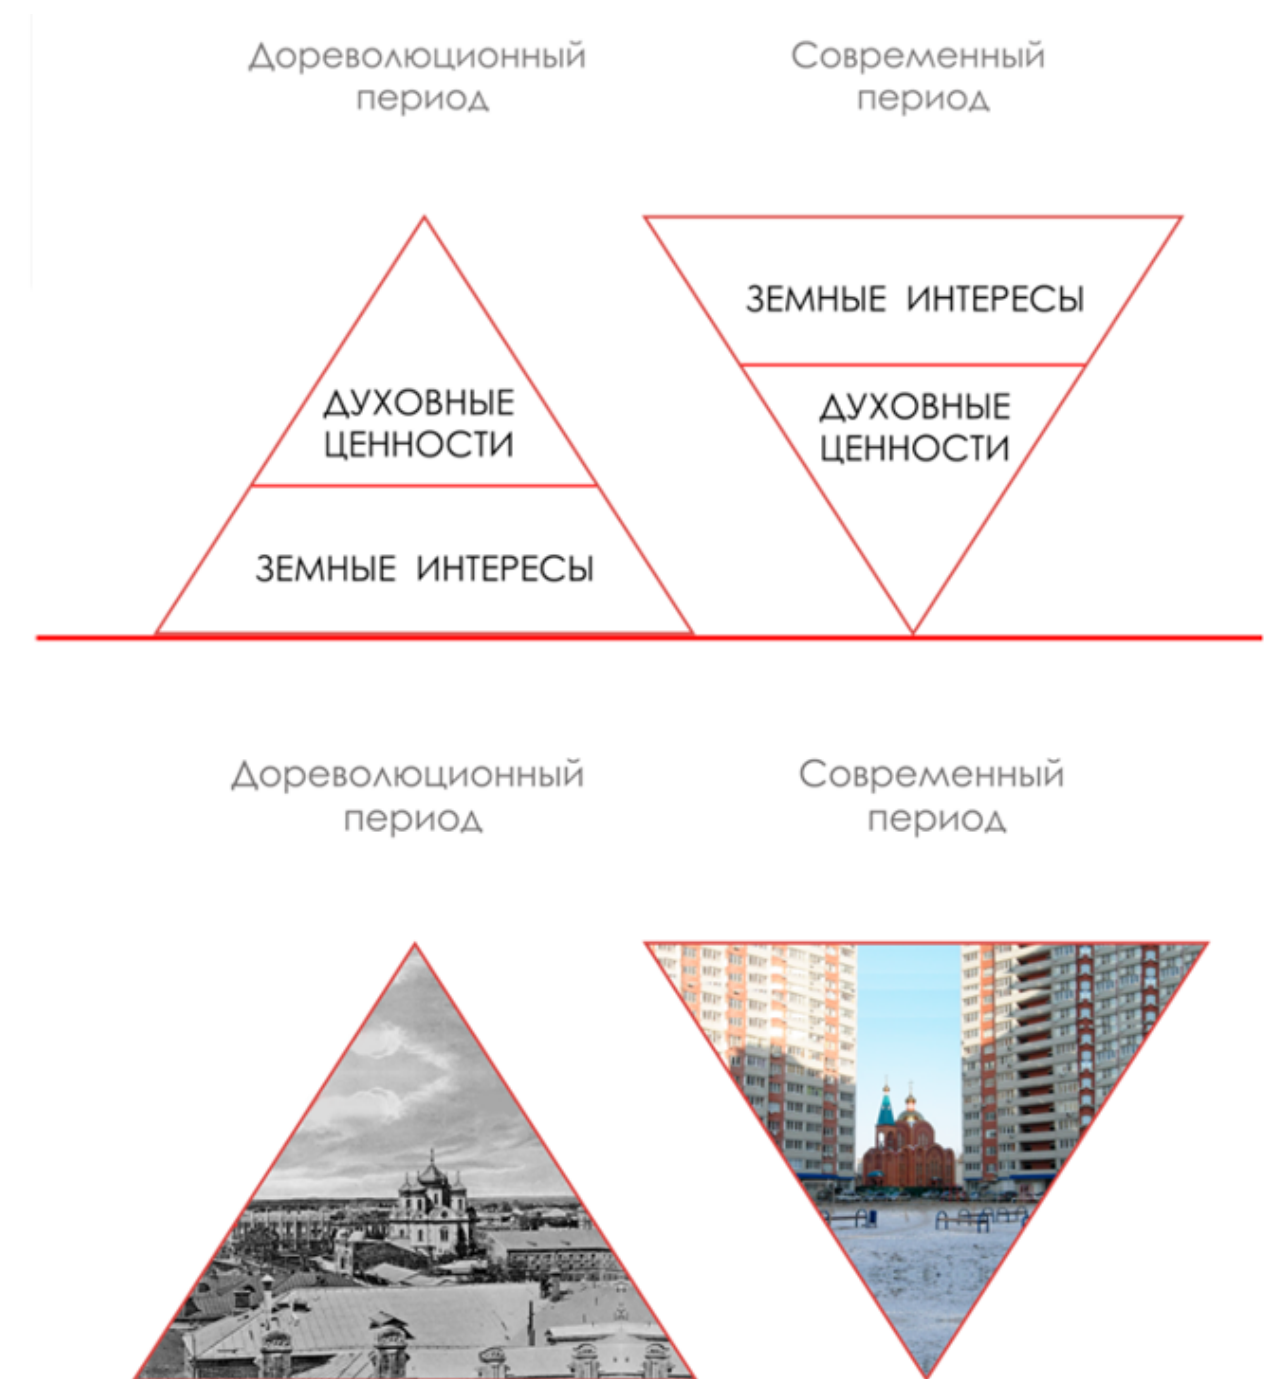 Дореволюционный
период
Современный
период
ДУХОВНЫЕ
ЦЕННОСТИ
ЗЕМНЫЕ ИНТЕРЕСЫ
ЗЕМНЫЕ ИНТЕРЕСЫ
ДУХОВНЫЕ
ЦЕННОСТИ
Дореволюционный
период
Современный
период